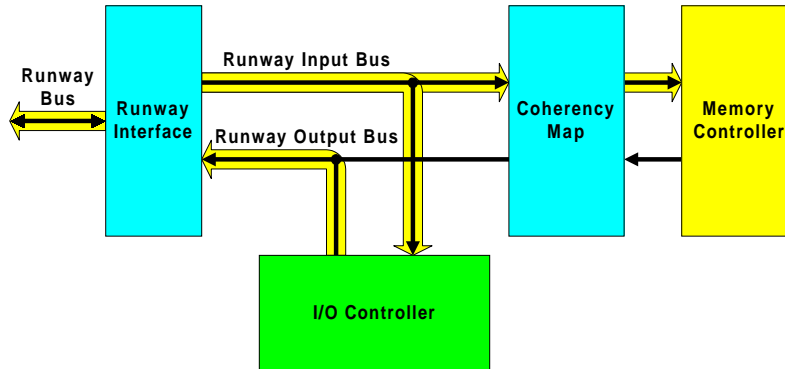 Runway Input Bus
Runway
Bus
Runway
Interface
Coherency
Map
Memory
Controller
Runway Output Bus
I/O Controller